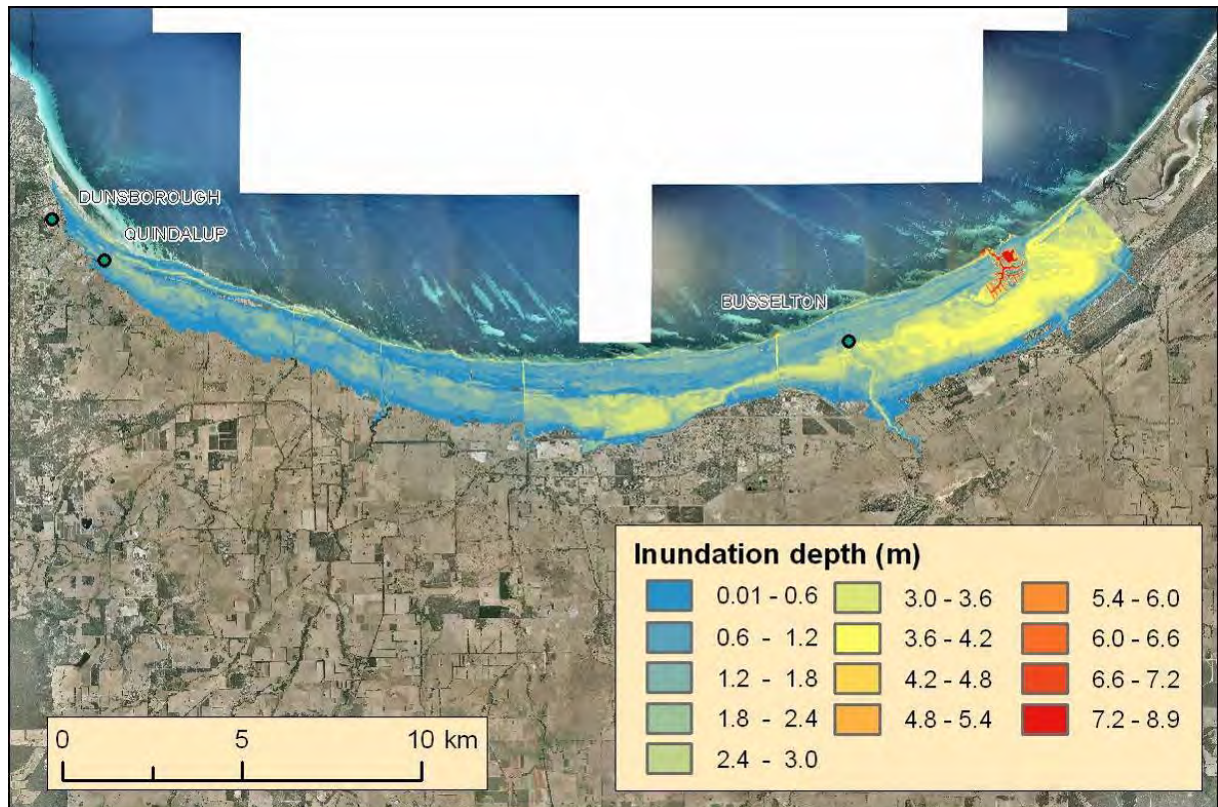 DUNSBOROUGH
QUINDALUP
BUSSELTON
Inundation depth (m)
0.01 - 0.6
0.6 - 1.2
1.2 - 1.8
1.8 - 2.4
2.4 - 3.0
3.0 - 3.6
3.6 - 4.2
4.2 - 4.8
4.8 - 5.4
5.4 - 6.0
6.0 - 6.6
6.6 - 7.2
7.2 - 8.9
0 5 10 km